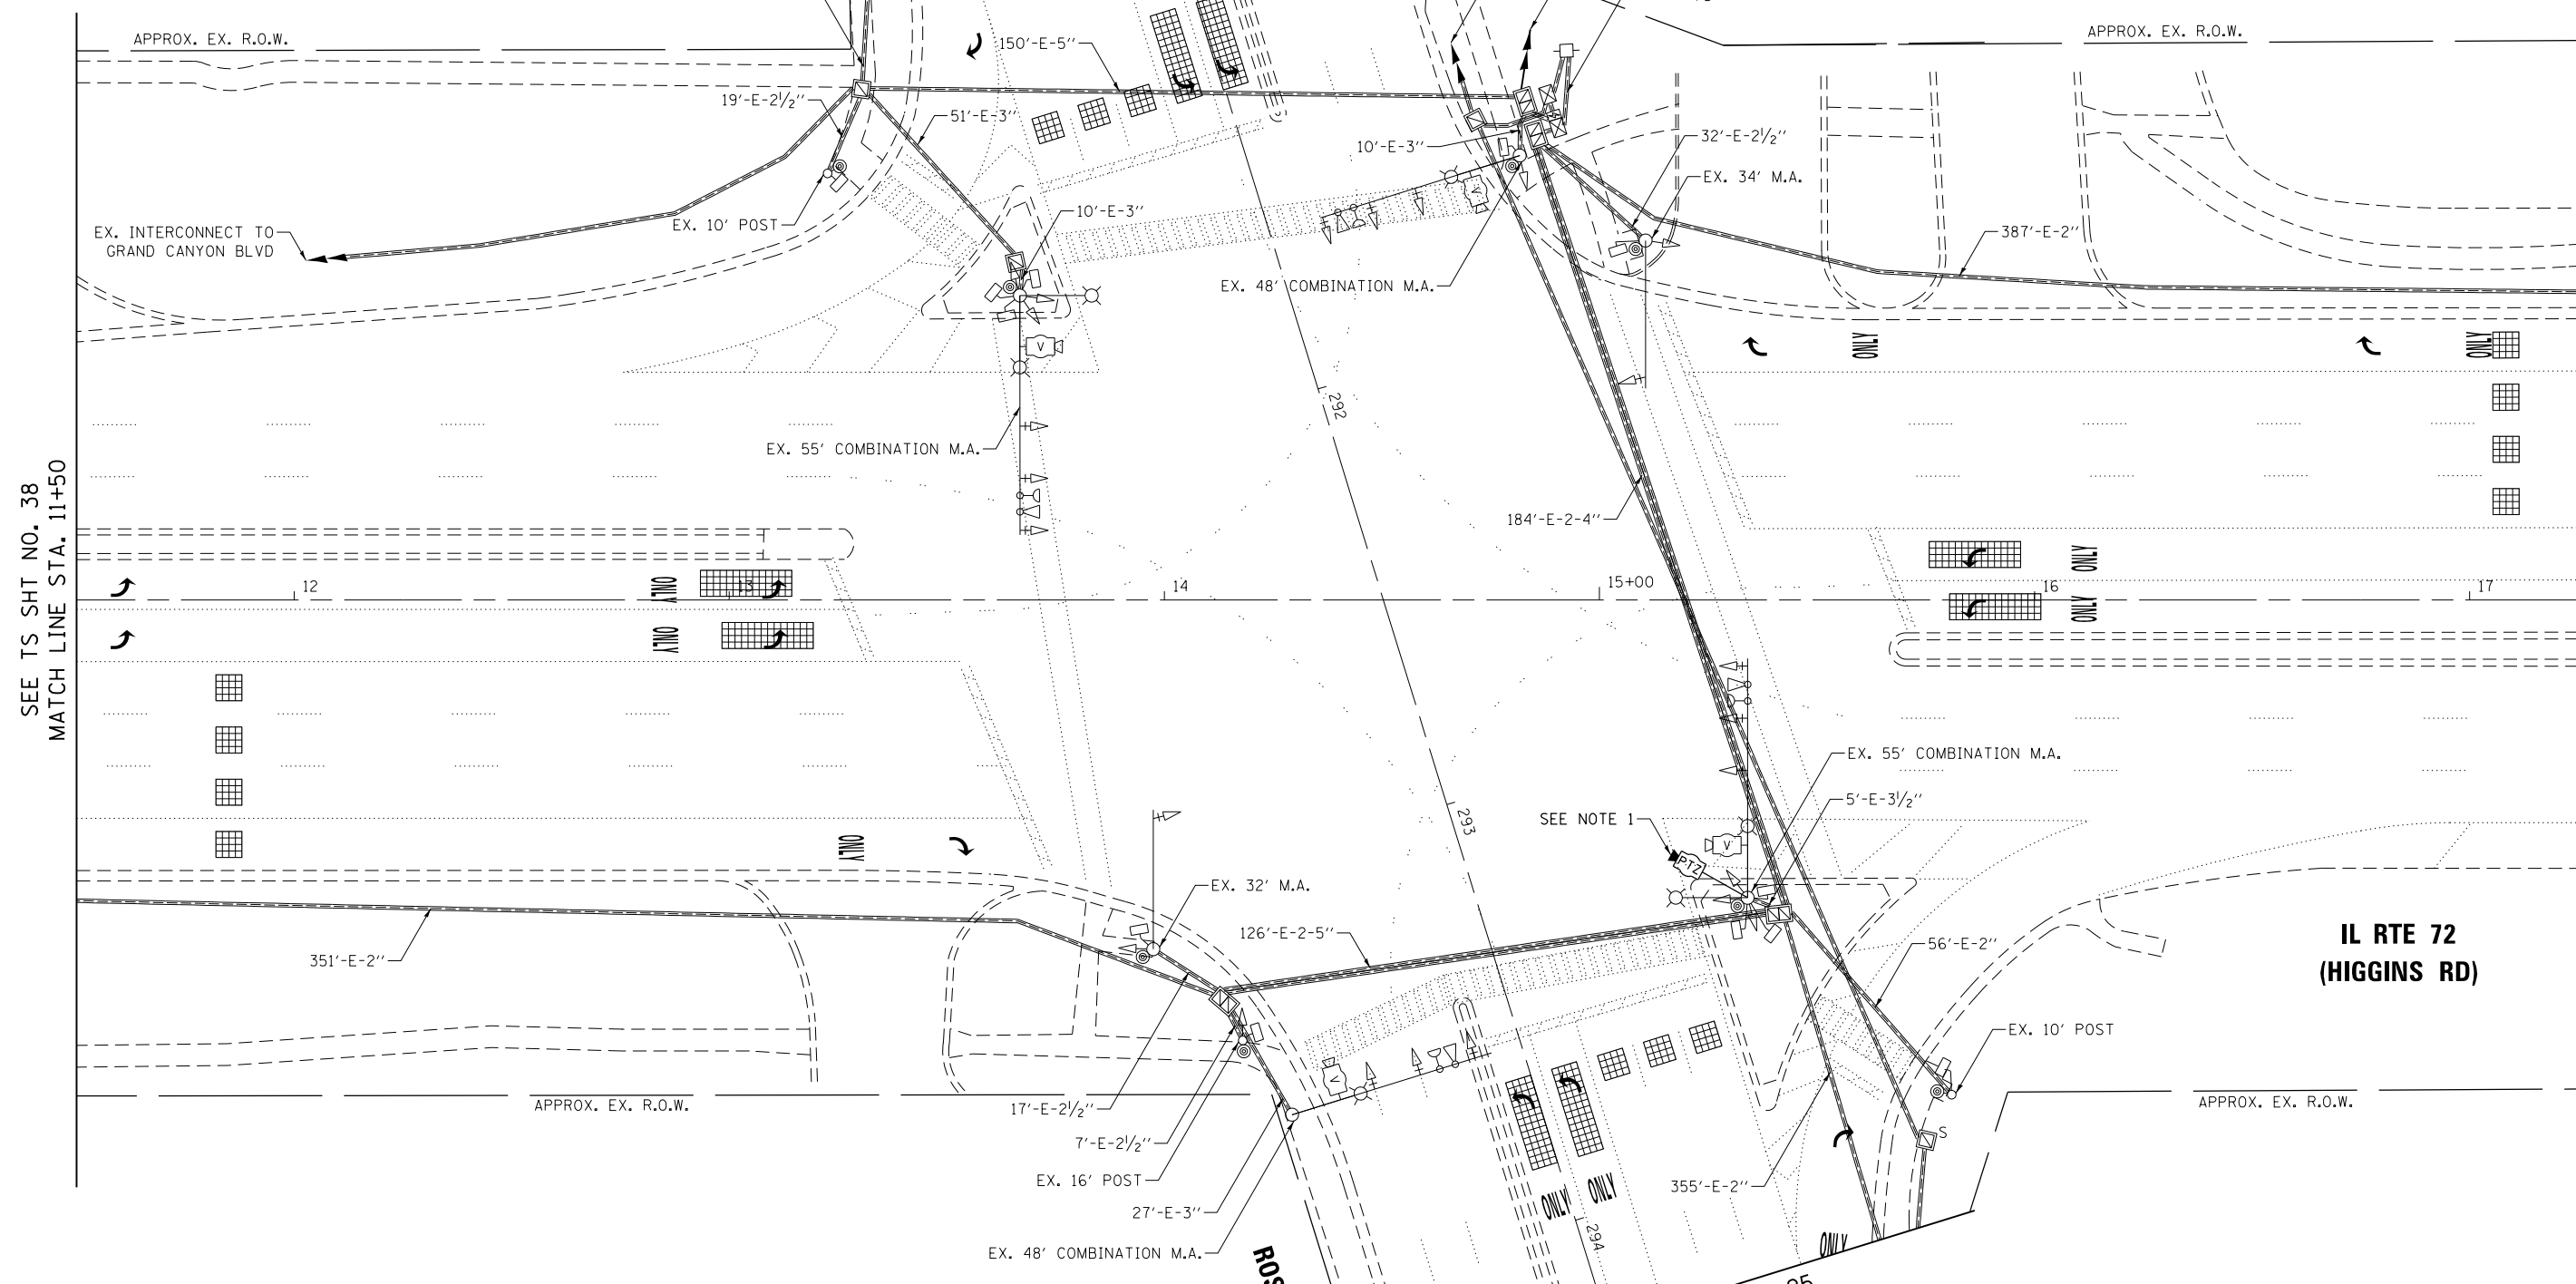 APPROX. EX. R.O.W.
APPROX. EX. R.O.W.
150'-E-5"
19'-E-2½"
51'-E-3"
10'-E-3"
32'-E-2½"
EX. 34' M.A.
EX. INTERCONNECT TO
GRAND CANYON BLVD
EX. 10' POST
10'-E-3"
387'-E-2"
EX. 48' COMBINATION M.A.
ONLY
ONLY
V
V
292
EX. 55' COMBINATION M.A.
184'-E-2-4"
SEE TS SHT NO. 38
MATCH LINE STA. 11+50
12
ONLY
13
14
15+00
ONLY
16
17
ONLY
ONLY
293
EX. 55' COMBINATION M.A.
5'-E-3½"
SEE NOTE 1
PTZ
V
ONLY
EX. 32' M.A.
126'-E-2-5"
351'-E-2"
56'-E-2"
IL RTE 72
(HIGGINS RD)
EX. 10' POST
V
APPROX. EX. R.O.W.
APPROX. EX. R.O.W.
17'-E-2½"
7'-E-2½"
S
EX. 16' POST
355'-E-2"
27'-E-3"
ONLY
ONLY
294
EX. 48' COMBINATION M.A.
ONLY
ROS